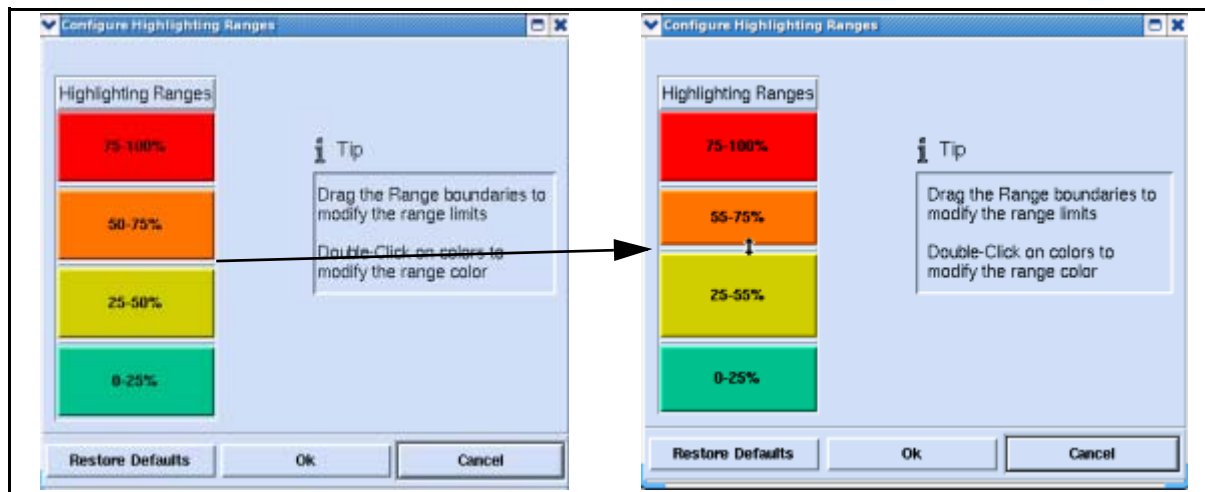 Configure Highlighting Ranges
Highlighting Ranges
75-100%
50-75%
25-50%
0-25%
Tip
Drag the Range boundaries to
modify the range limits
Double-Click on colors to
modify the range color
Restore Defaults
Ok
Cancel
Configure Highlighting Ranges
Highlighting Ranges
75-100%
55-75%
25-55%
0-25%
Tip
Drag the Range boundaries to
modify the range limits
Double-Click on colors to
modify the range color
Restore Defaults
Ok
Cancel